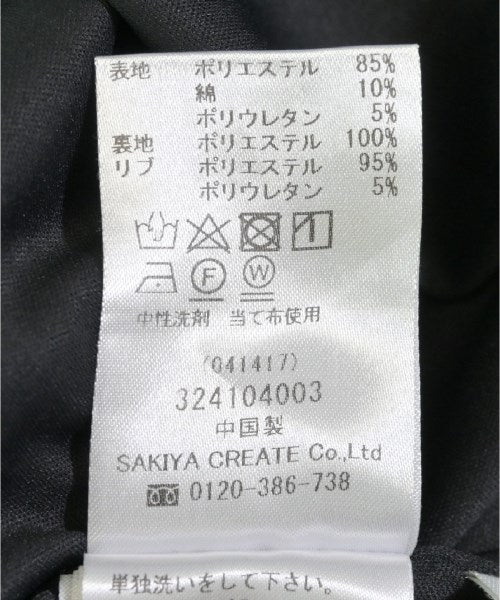 表地 ポリエステル 85%
綿 10%
ポリウレタン 5%
裏地 ポリエステル 100%
リブ ポリエステル 95%
ポリウレタン 5%
F W
中性洗剤 当て布使用
(041417)
324104003
中国製
SAKIYA CREATE Co.,Ltd
0120-386-738
単独洗いをして下さい。